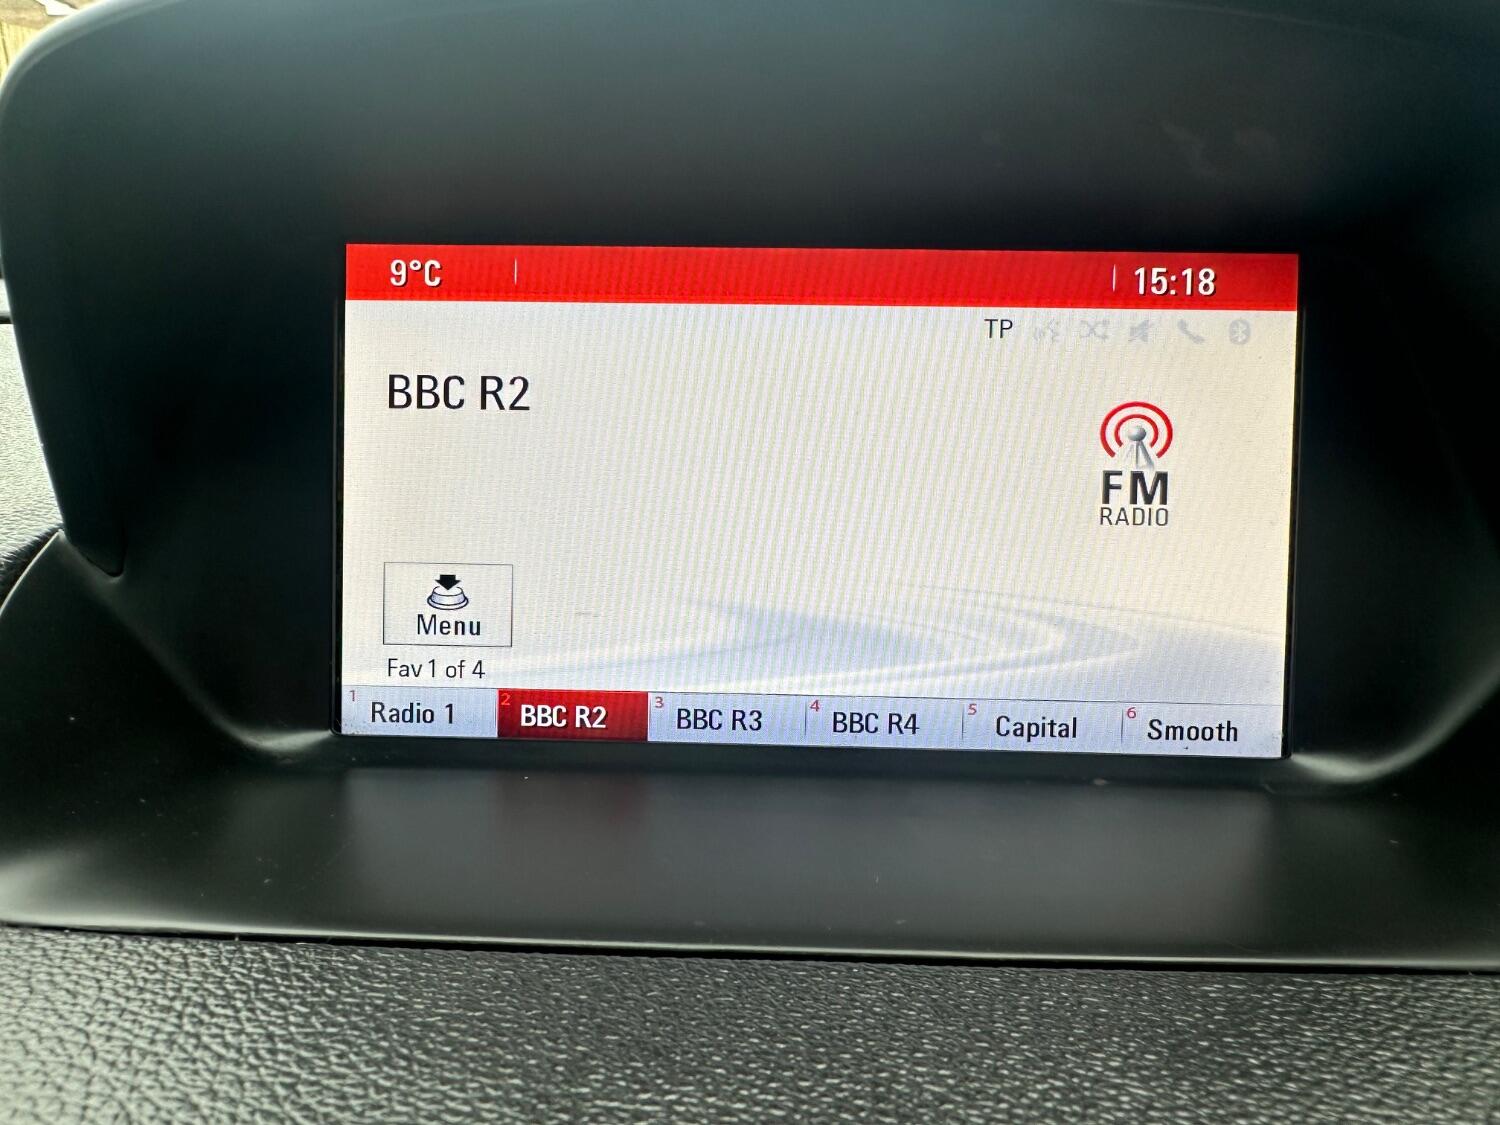 9°C 15:18
TP
BBC R2
FM
RADIO
Menu
Fav 1 of 4
1 Radio 1 2 BBC R2 3 BBC R3 4 BBC R4 5 Capital 6 Smooth